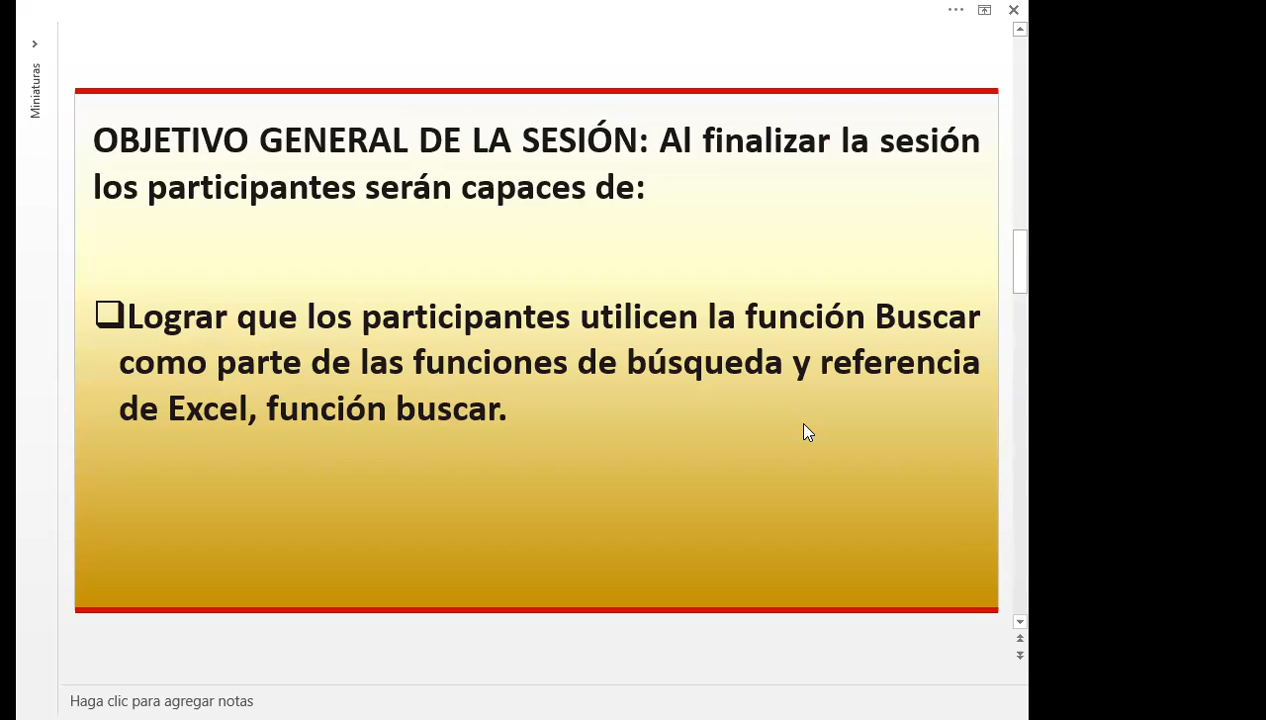 Miniaturas
OBJETIVO GENERAL DE LA SESIÓN: Al finalizar la sesión
los participantes serán capaces de:
❑Lograr que los participantes utilicen la función Buscar
como parte de las funciones de búsqueda y referencia
de Excel, función buscar.
Haga clic para agregar notas